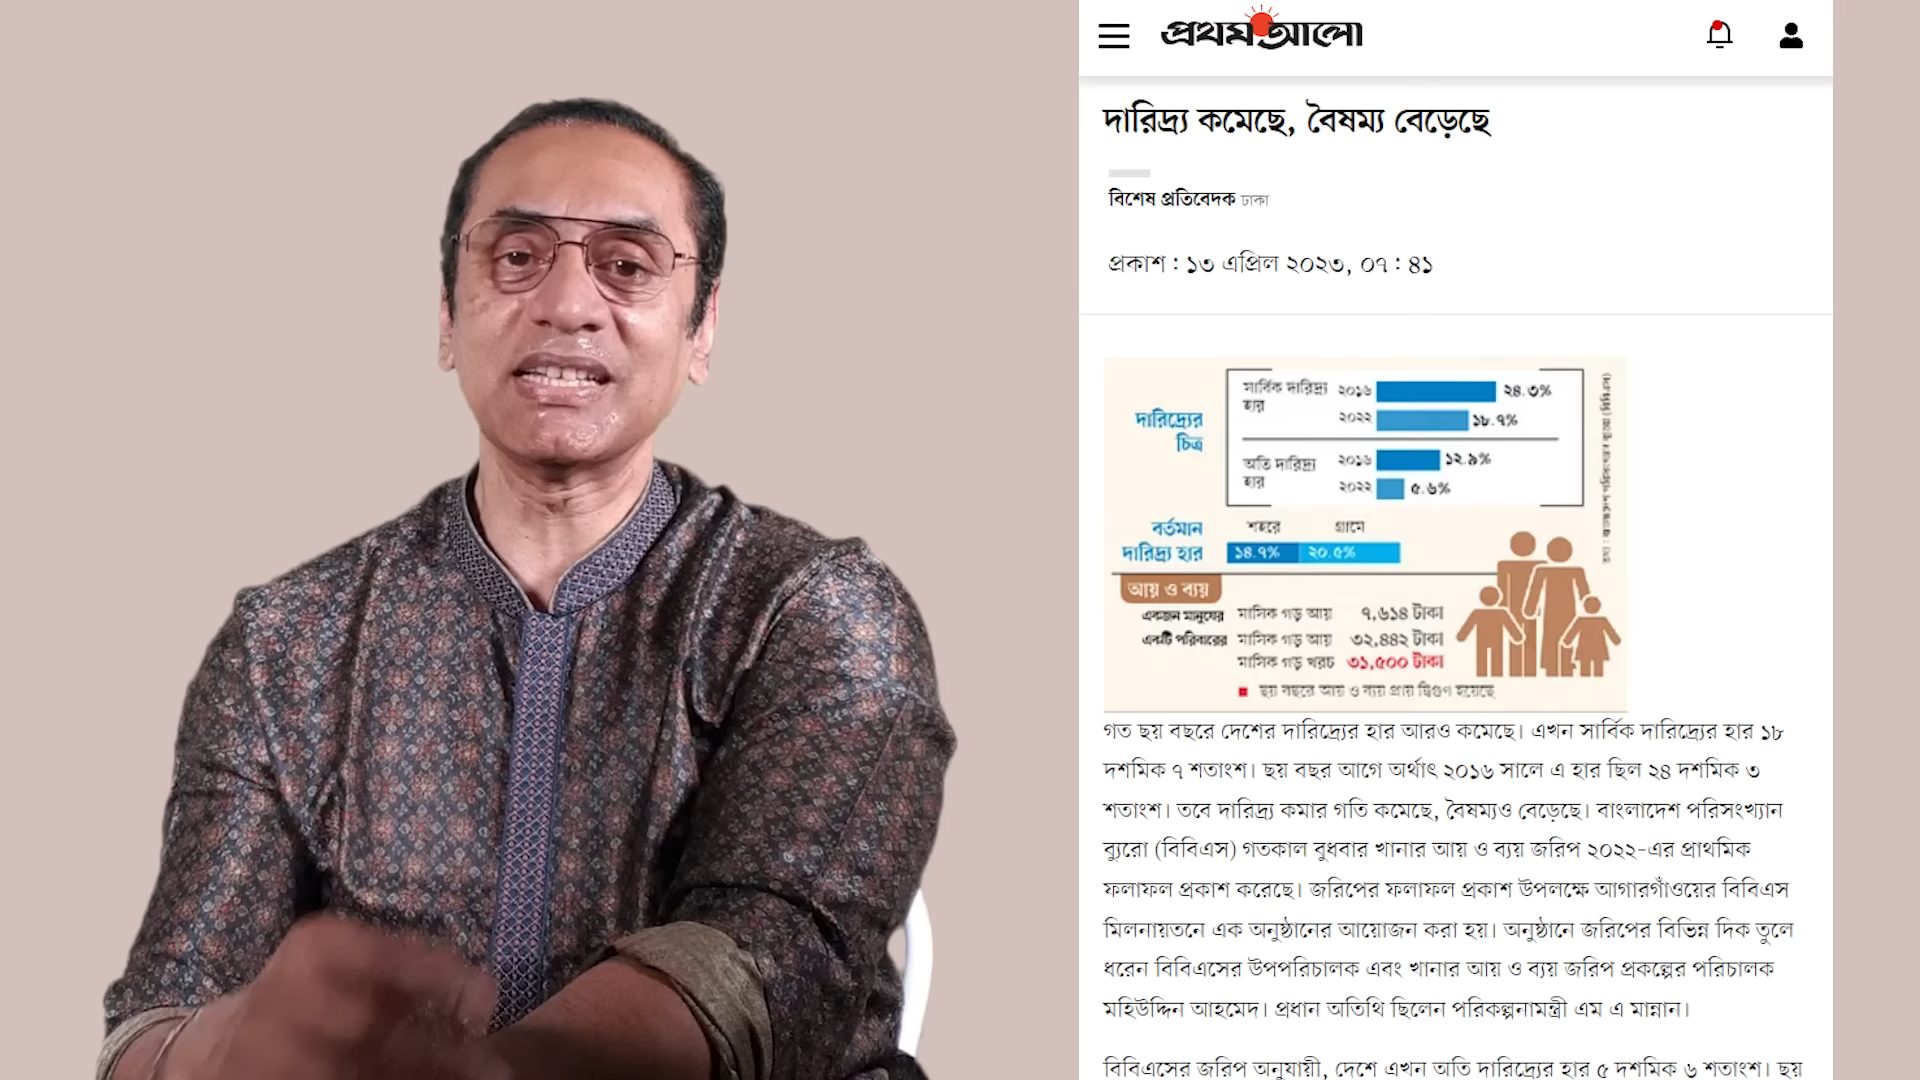 প্রথম আলো
দারিদ্র্য কমেছে, বৈষম্য বেড়েছে
বিশেষ প্রতিবেদক ঢাকা
প্রকাশ : ১৩ এপ্রিল ২০২৩, ০৭ : ৪১
দারিদ্র্যের চিত্র
সার্বিক দারিদ্র্য হার
২০১৬ ২৪.৩%
২০২২ ১৮.৭%
অতি দারিদ্র্য হার
২০১৬ ১২.৯%
২০২২ ৫.৬%
বর্তমান দারিদ্র্য হার
শহরে গ্রামে
১৪.৭% ২০.৫%
আয় ও ব্যয়
একজন মানুষের মাসিক গড় আয় ৭,৬১৪ টাকা
একটি পরিবারের মাসিক গড় আয় ৩২,৪৪২ টাকা
মাসিক গড় খরচ ৩১,৫০০ টাকা
ছয় বছরে আয় ও ব্যয় প্রায় দ্বিগুণ হয়েছে
গত ছয় বছরে দেশের দারিদ্র্যের হার আরও কমেছে। এখন সার্বিক দারিদ্র্যের হার ১৮
দশমিক ৭ শতাংশ। ছয় বছর আগে অর্থাৎ ২০১৬ সালে এ হার ছিল ২৪ দশমিক ৩
শতাংশ। তবে দারিদ্র্য কমার গতি কমেছে, বৈষম্যও বেড়েছে। বাংলাদেশ পরিসংখ্যান
ব্যুরো (বিবিএস) গতকাল বুধবার খানার আয় ও ব্যয় জরিপ ২০২২-এর প্রাথমিক
ফলাফল প্রকাশ করেছে। জরিপের ফলাফল প্রকাশ উপলক্ষে আগারগাঁওয়ের বিবিএস
মিলনায়তনে এক অনুষ্ঠানের আয়োজন করা হয়। অনুষ্ঠানে জরিপের বিভিন্ন দিক তুলে
ধরেন বিবিএসের উপপরিচালক এবং খানার আয় ও ব্যয় জরিপ প্রকল্পের পরিচালক
মহিউদ্দিন আহমেদ। প্রধান অতিথি ছিলেন পরিকল্পনামন্ত্রী এম এ মান্নান।
বিবিএসের জরিপ অনুযায়ী, দেশে এখন অতি দারিদ্র্যের হার ৫ দশমিক ৬ শতাংশ। ছয়